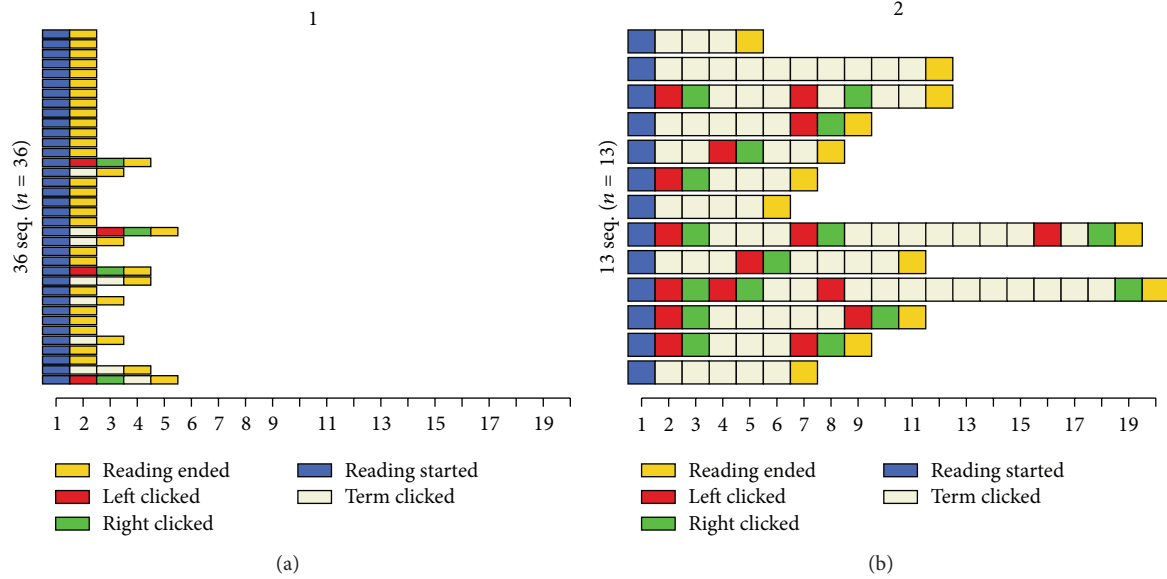 1
36 seq. (n = 36)
1 2 3 4 5 6 7 8 9 11 13 15 17 19
Reading ended
Left clicked
Right clicked
Reading started
Term clicked
(a)
2
13 seq. (n = 13)
1 2 3 4 5 6 7 8 9 11 13 15 17 19
Reading ended
Left clicked
Right clicked
Reading started
Term clicked
(b)